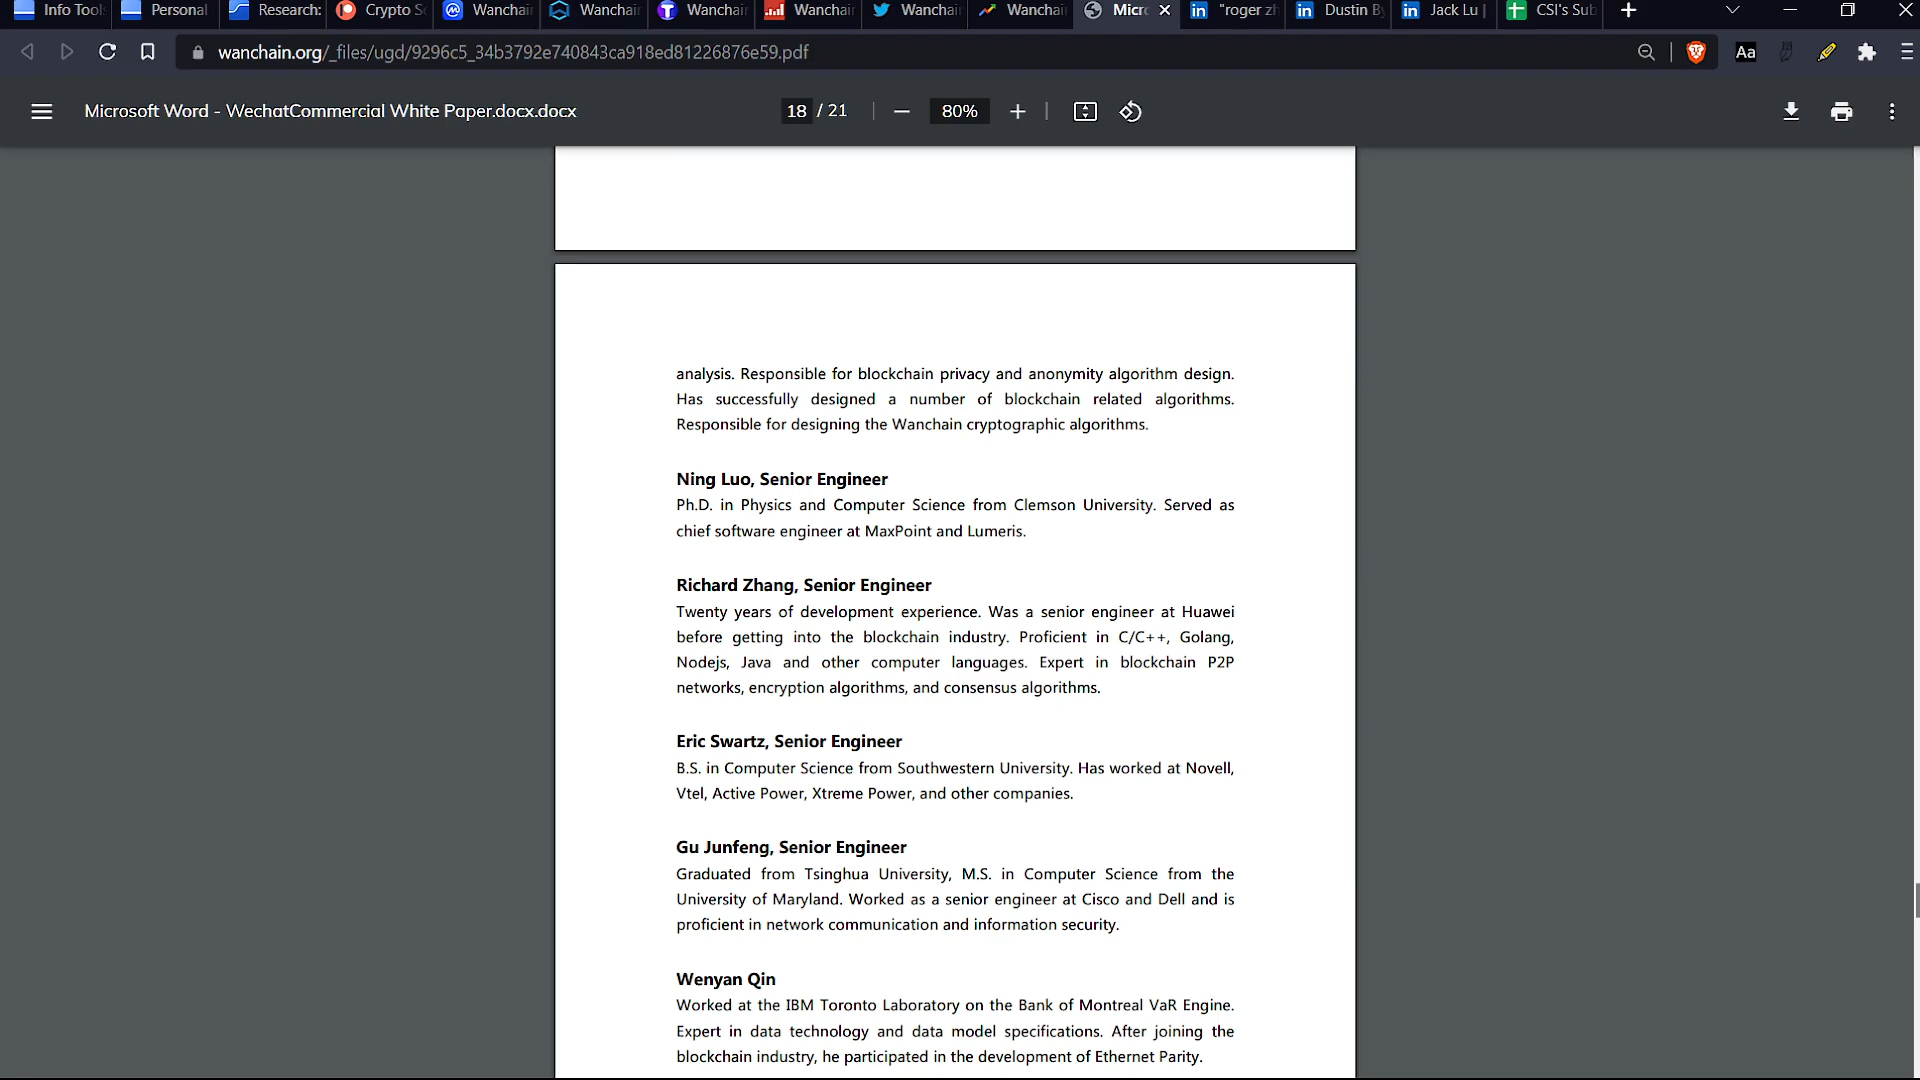 Info Tool
Personal
Research:
Crypto S
Wanchain
Wanchain
Wanchain
Wanchain
Wanchain
Wanchain
Micro
"roger zh
Dustin By
Jack Lu |
CSI's Sub
wanchain.org/_files/ugd/9296c5_34b3792e740843ca918ed81226876e59.pdf
Aa
Microsoft Word - WechatCommercial White Paper.docx.docx
18 / 21
80%
analysis. Responsible for blockchain privacy and anonymity algorithm design.
Has successfully designed a number of blockchain related algorithms.
Responsible for designing the Wanchain cryptographic algorithms.
Ning Luo, Senior Engineer
Ph.D. in Physics and Computer Science from Clemson University. Served as
chief software engineer at MaxPoint and Lumeris.
Richard Zhang, Senior Engineer
Twenty years of development experience. Was a senior engineer at Huawei
before getting into the blockchain industry. Proficient in C/C++, Golang,
Nodejs, Java and other computer languages. Expert in blockchain P2P
networks, encryption algorithms, and consensus algorithms.
Eric Swartz, Senior Engineer
B.S. in Computer Science from Southwestern University. Has worked at Novell,
Vtel, Active Power, Xtreme Power, and other companies.
Gu Junfeng, Senior Engineer
Graduated from Tsinghua University, M.S. in Computer Science from the
University of Maryland. Worked as a senior engineer at Cisco and Dell and is
proficient in network communication and information security.
Wenyan Qin
Worked at the IBM Toronto Laboratory on the Bank of Montreal VaR Engine.
Expert in data technology and data model specifications. After joining the
blockchain industry, he participated in the development of Ethernet Parity.